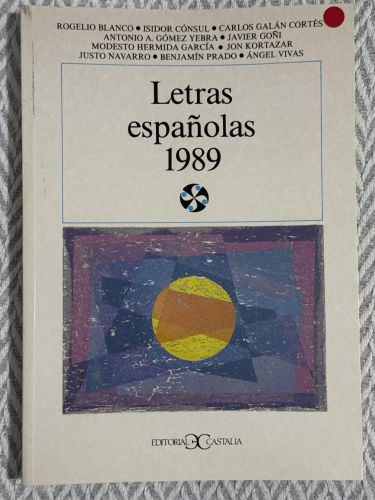 ROGELIO BLANCO • ISIDOR CÓNSUL • CARLOS GALÁN CORTÉS
ANTONIO A. GÓMEZ YEBRA • JAVIER GOÑI
MODESTO HERMIDA GARCÍA • JON KORTAZAR
JUSTO NAVARRO • BENJAMÍN PRADO • ÁNGEL VIVAS
Letras
españolas
1989
EDITORIAL CASTALIA